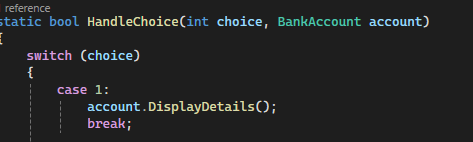 reference
static bool HandleChoice(int choice, BankAccount account)
{
switch (choice)
{
case 1:
account.DisplayDetails();
break;